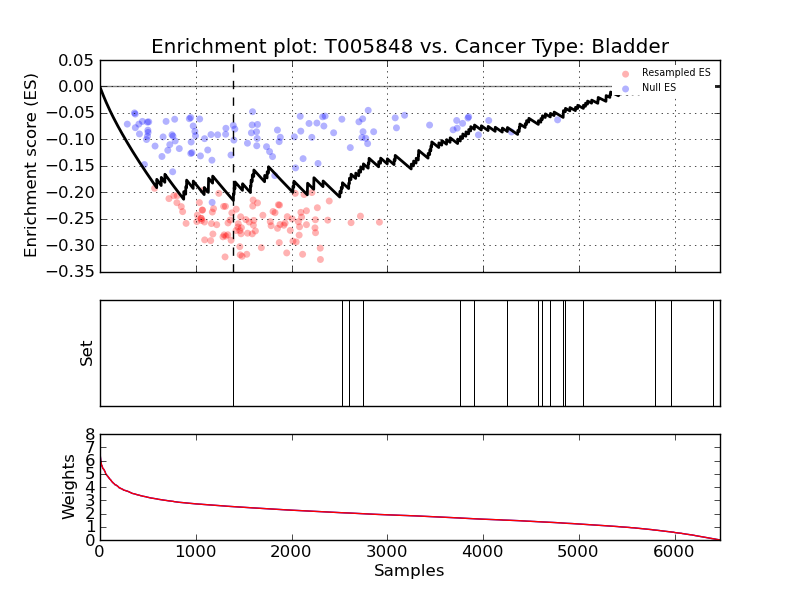 Enrichment plot: T005848 vs. Cancer Type: Bladder
Enrichment score (ES)
0.05
0.00
−0.05
−0.10
−0.15
−0.20
−0.25
−0.30
−0.35
Resampled ES
Null ES
Set
Weights
8
7
6
5
4
3
2
1
0
0 1000 2000 3000 4000 5000 6000
Samples